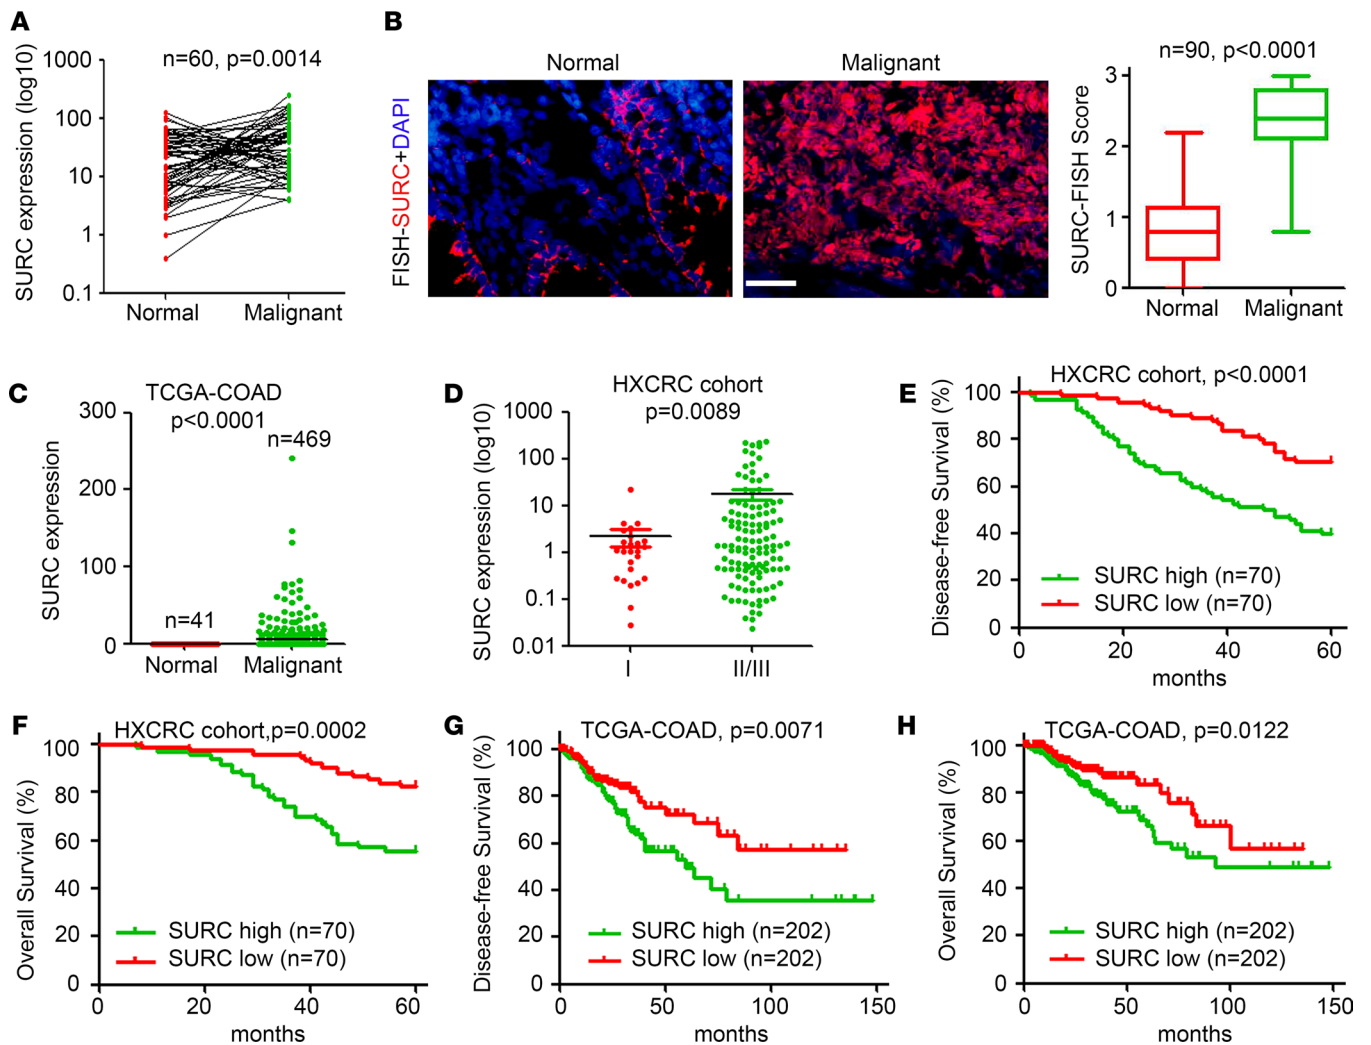 A
n=60, p=0.0014
SURC expression (log10)
1000
100
10
1
0.1
Normal
Malignant
B
Normal
Malignant
FISH-SURC+DAPI
n=90, p<0.0001
SURC-FISH Score
3
2
1
0
Normal
Malignant
C
TCGA-COAD
p<0.0001
n=469
n=41
SURC expression
300
200
100
0
Normal
Malignant
D
HXCRC cohort
p=0.0089
SURC expression (log10)
1000
100
10
1
0.1
0.01
I
II/III
E
HXCRC cohort, p<0.0001
Disease-free Survival (%)
100
80
60
40
20
0
SURC high (n=70)
SURC low (n=70)
0
20
40
60
months
F
HXCRC cohort,p=0.0002
Overall Survival (%)
100
80
60
40
20
0
SURC high (n=70)
SURC low (n=70)
0
20
40
60
months
G
TCGA-COAD, p=0.0071
Disease-free Survival (%)
100
80
60
40
20
0
SURC high (n=202)
SURC low (n=202)
0
50
100
150
months
H
TCGA-COAD, p=0.0122
Overall Survival (%)
100
80
60
40
20
0
SURC high (n=202)
SURC low (n=202)
0
50
100
150
months